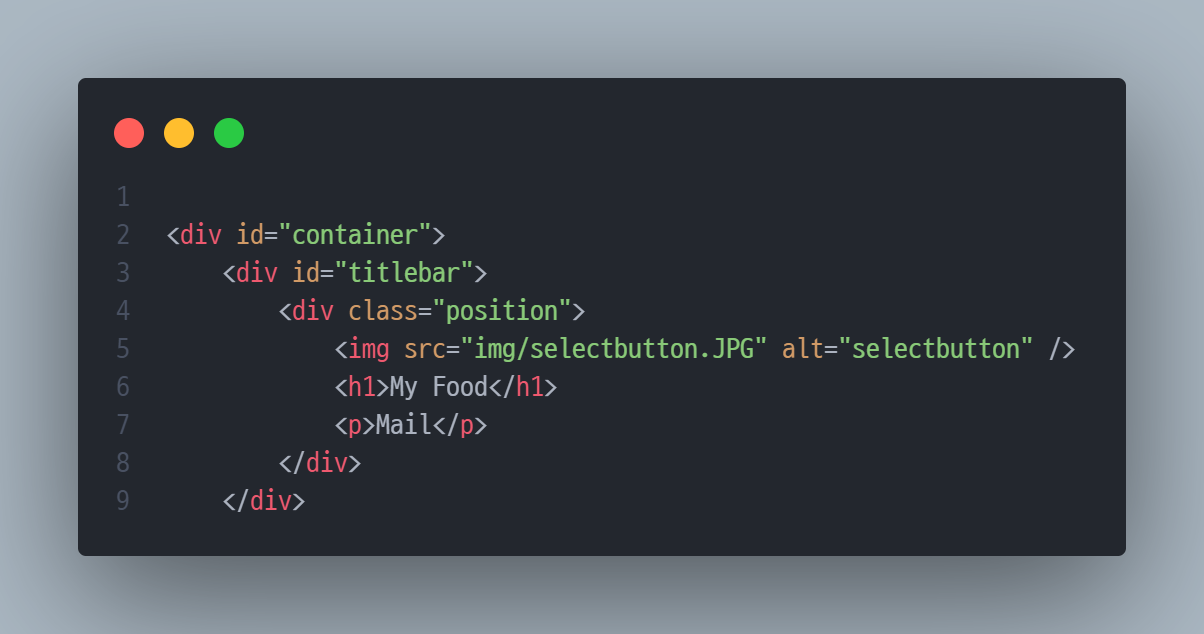 1
2 <div id="container">
3     <div id="titlebar">
4         <div class="position">
5             <img src="img/selectbutton.JPG" alt="selectbutton" />
6             <h1>My Food</h1>
7             <p>Mail</p>
8         </div>
9     </div>